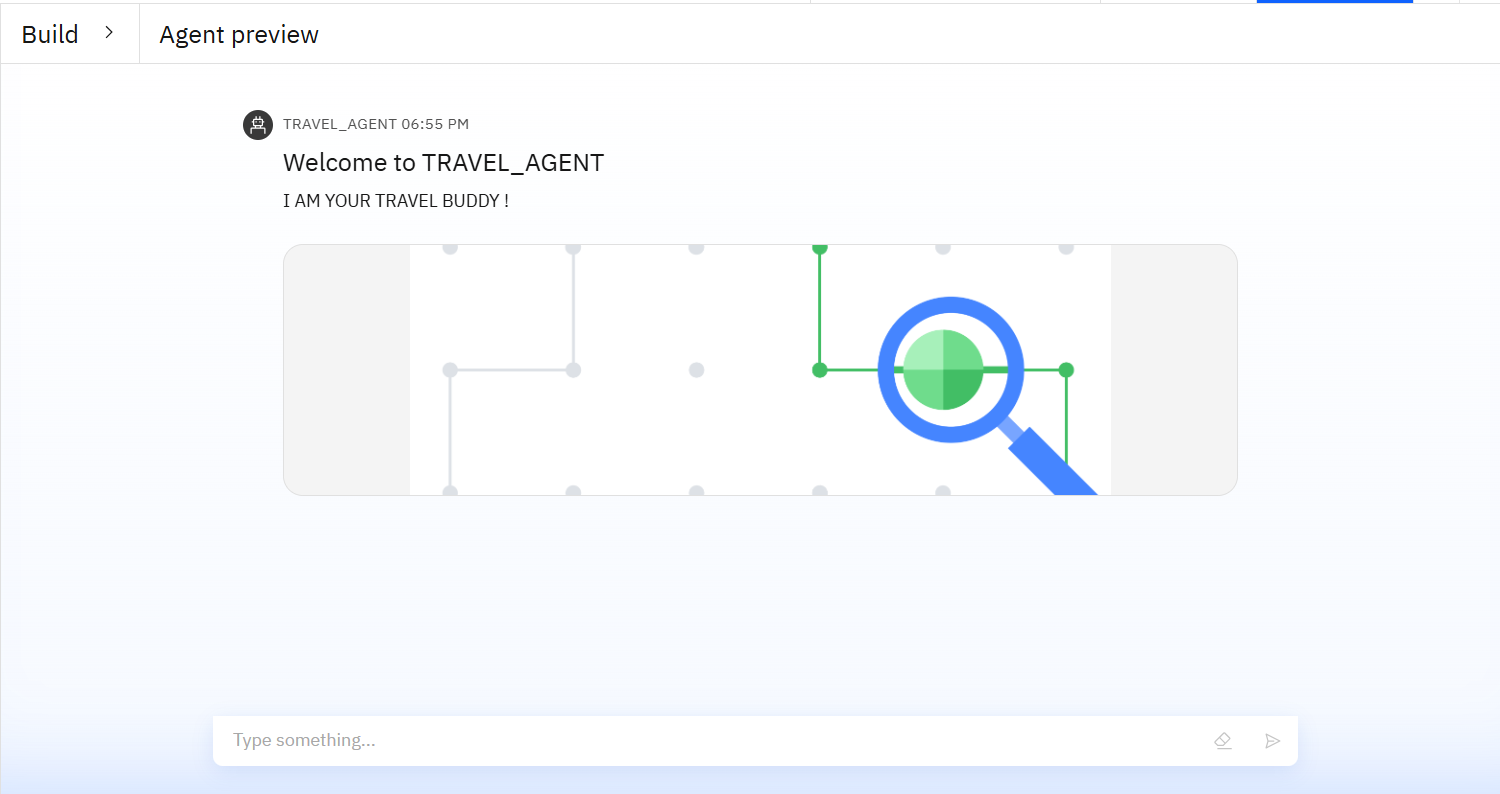 Build
Agent preview
TRAVEL_AGENT 06:55 PM
Welcome to TRAVEL_AGENT
I AM YOUR TRAVEL BUDDY !
Type something...